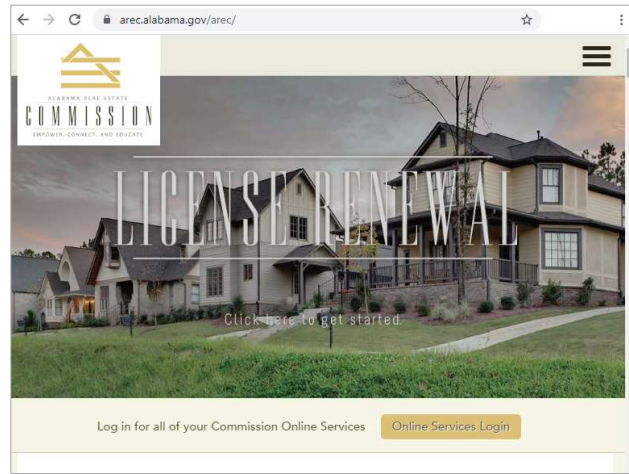 arec.alabama.gov/arec/
ALABAMA REAL ESTATE
COMMISSION
EMPOWER, CONNECT, AND EDUCATE
LICENSE RENEWAL
Click here to get started.
Log in for all of your Commission Online Services
Online Services Login